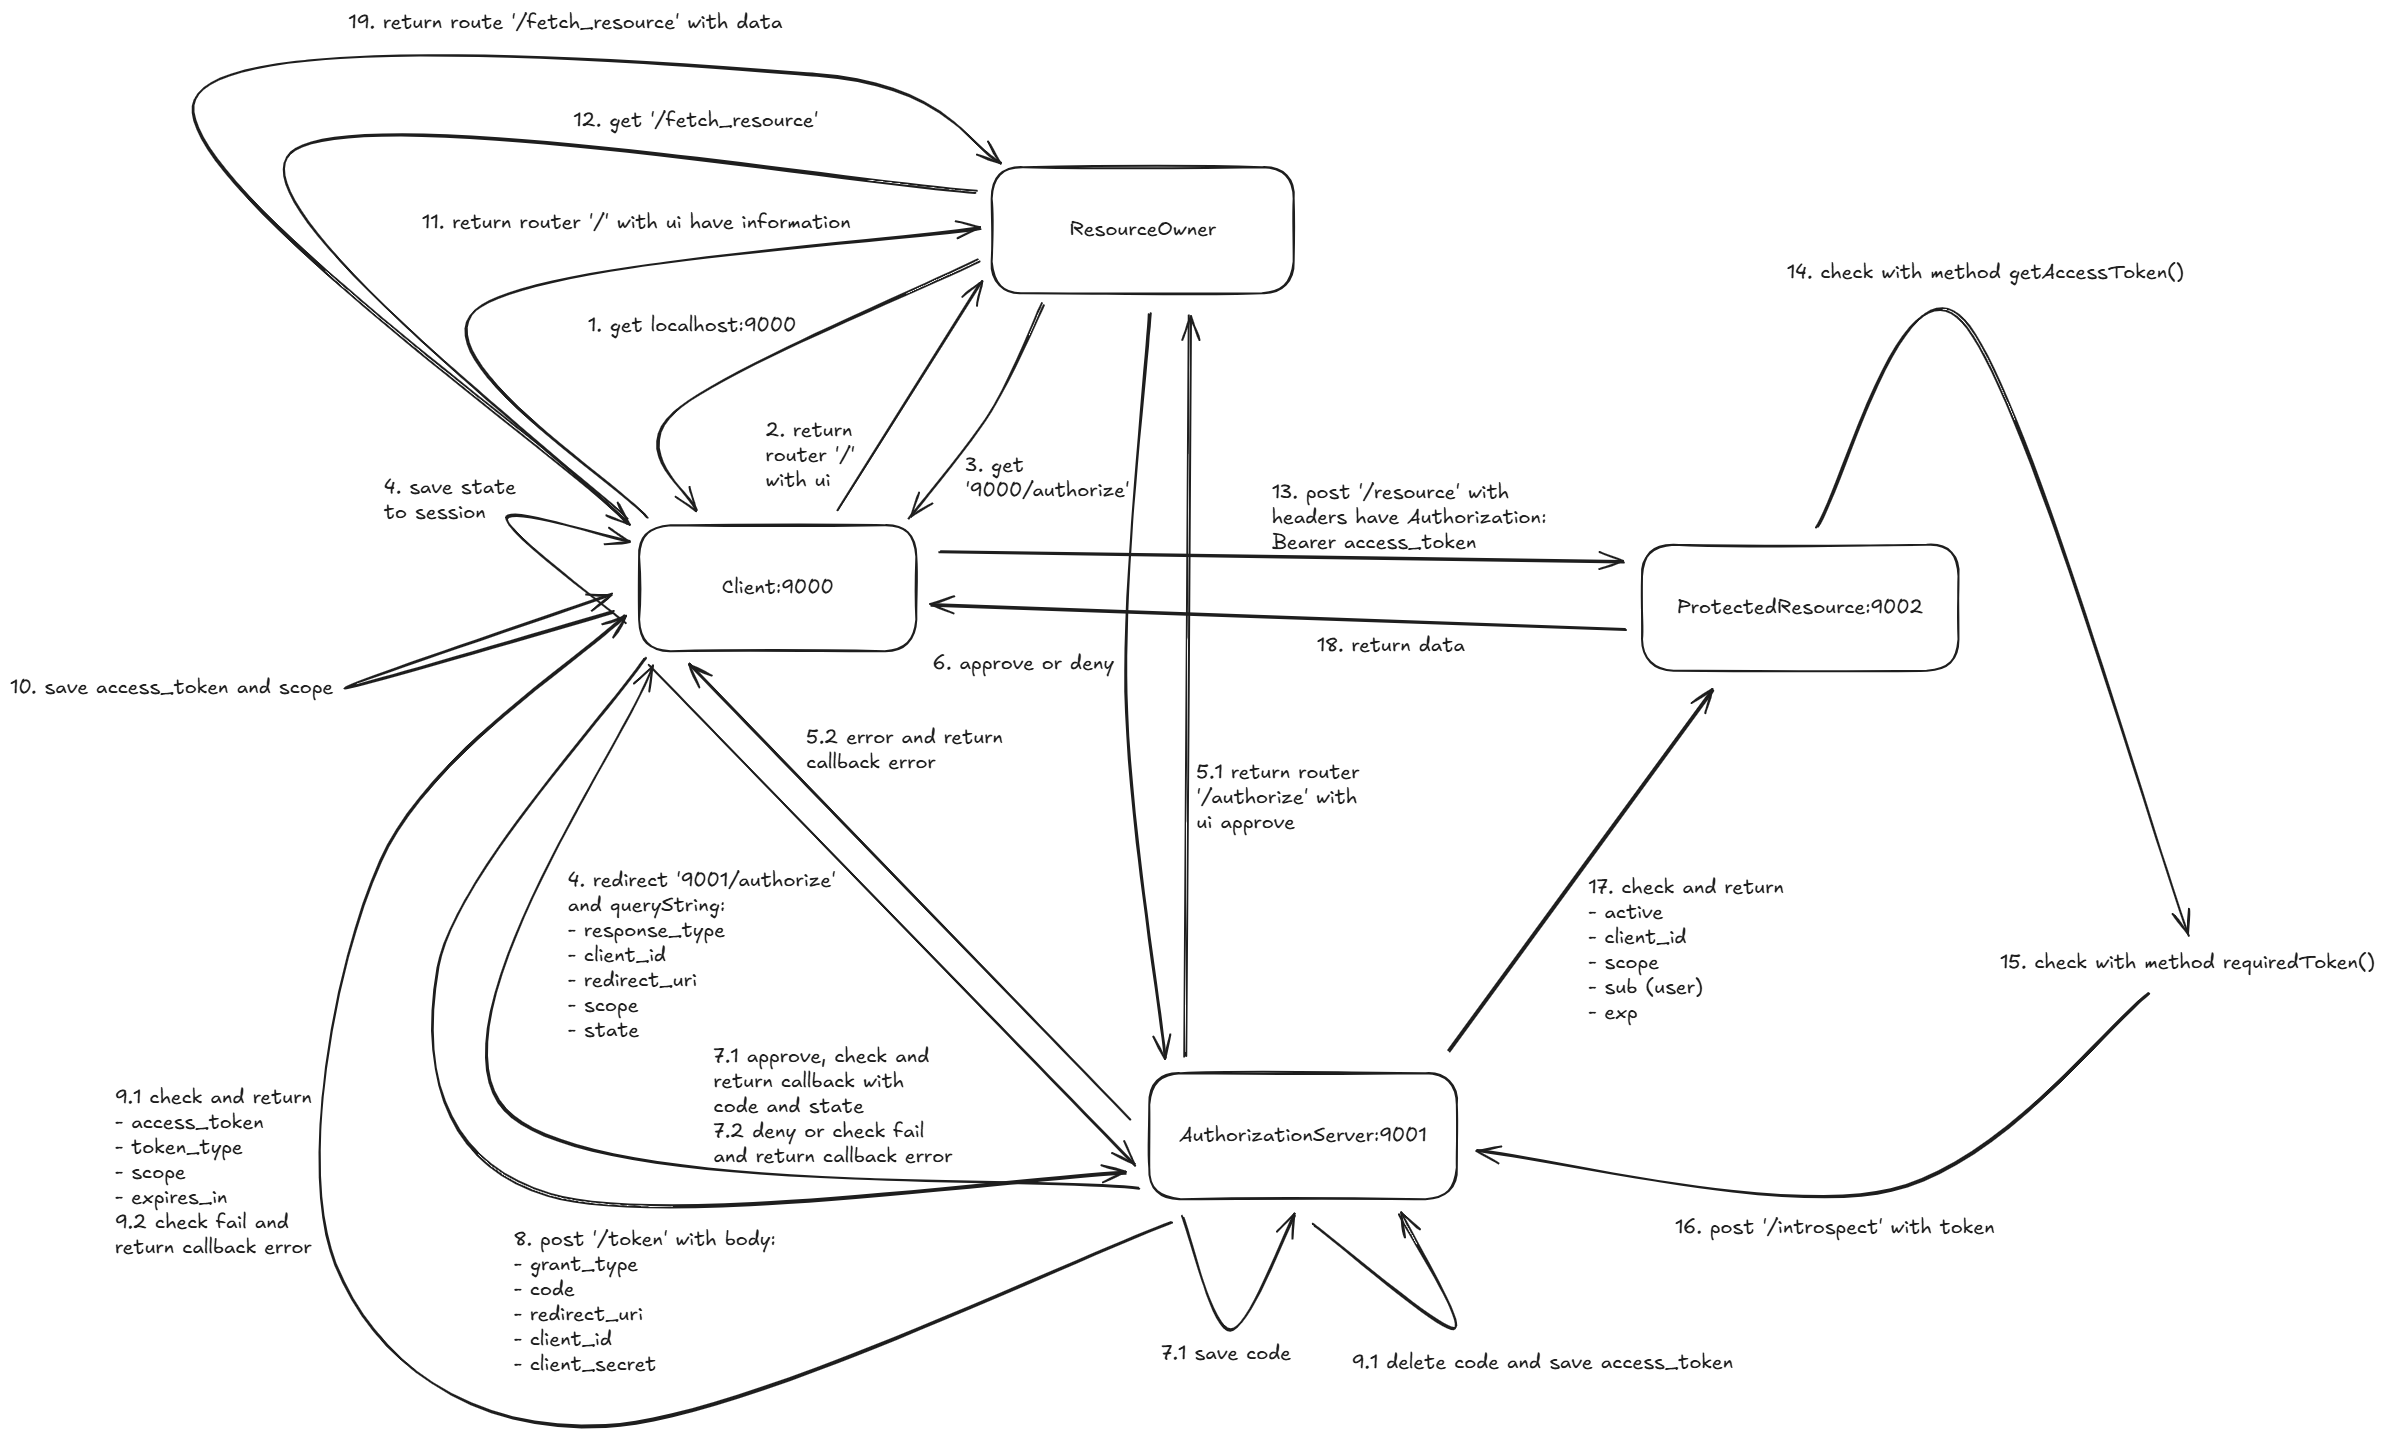 19. return route '/fetch_resource' with data
12. get '/fetch_resource'
11. return router '/' with ui have information
ResourceOwner
14. check with method getAccessToken()
1. get localhost:9000
2. return
router '/'
with ui
3. get
'9000/authorize'
4. save state
to session
13. post '/resource' with
headers have Authorization:
Bearer access_token
Client:9000
ProtectedResource:9002
18. return data
6. approve or deny
10. save access_token and scope
5.2 error and return
callback error
5.1 return router
'/authorize' with
ui approve
4. redirect '9001/authorize'
and queryString:
- response_type
- client_id
- redirect_uri
- scope
- state
17. check and return
- active
- client_id
- scope
- sub (user)
- exp
15. check with method requiredToken()
7.1 approve, check and
return callback with
code and state
7.2 deny or check fail
and return callback error
9.1 check and return
- access_token
- token_type
- scope
- expires_in
9.2 check fail and
return callback error
AuthorizationServer:9001
16. post '/introspect' with token
8. post '/token' with body:
- grant_type
- code
- redirect_uri
- client_id
- client_secret
7.1 save code
9.1 delete code and save access_token